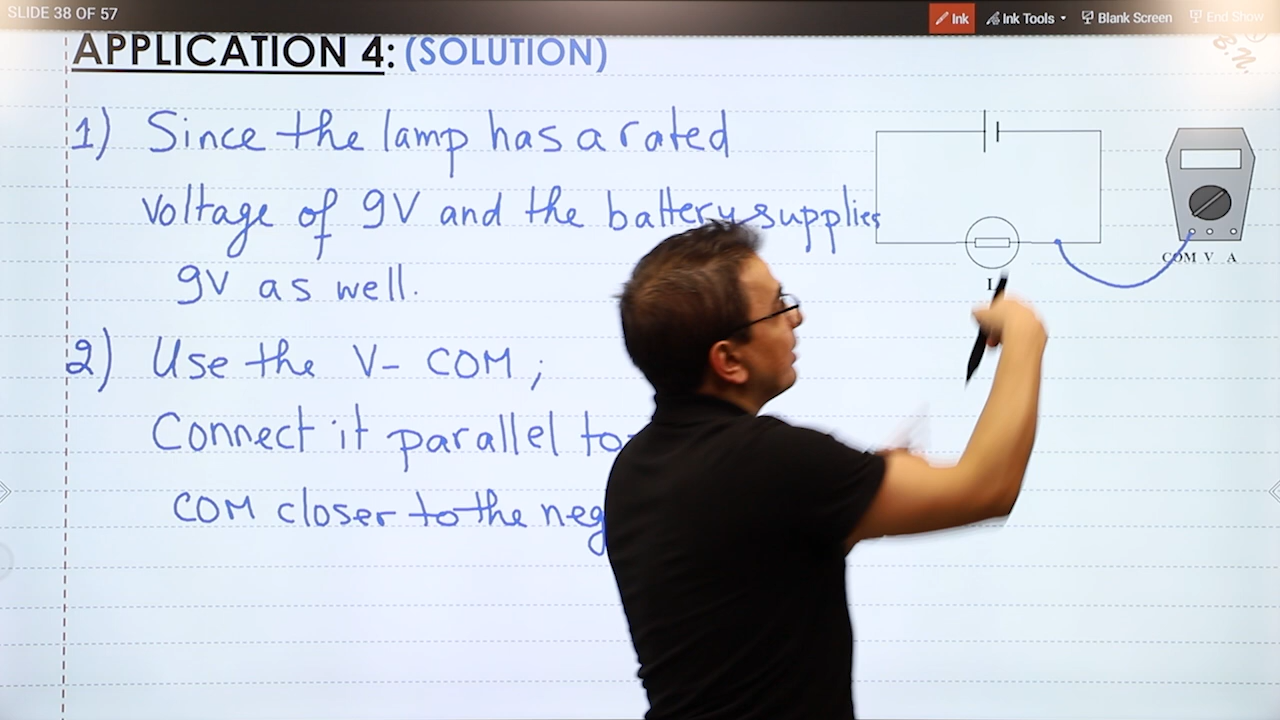 SLIDE 38 OF 57
Ink Ink Tools Blank Screen End Show
B.N.
APPLICATION 4: (SOLUTION)
1) Since the lamp has a rated
voltage of 9V and the battery supplies
9V as well.
2) Use the V- COM ;
Connect it parallel to
COM closer to the neg
L
COM V A